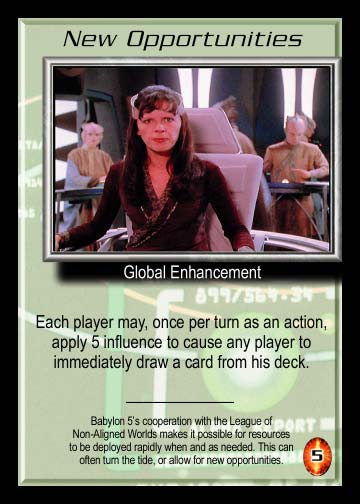 New Opportunities
Global Enhancement
899/564.34
Each player may, once per turn as an action,
apply 5 influence to cause any player to
immediately draw a card from his deck.
Babylon 5's cooperation with the League of
Non-Aligned Worlds makes it possible for resources
to be deployed rapidly when and as needed. This can
often turn the tide, or allow for new opportunities.
5